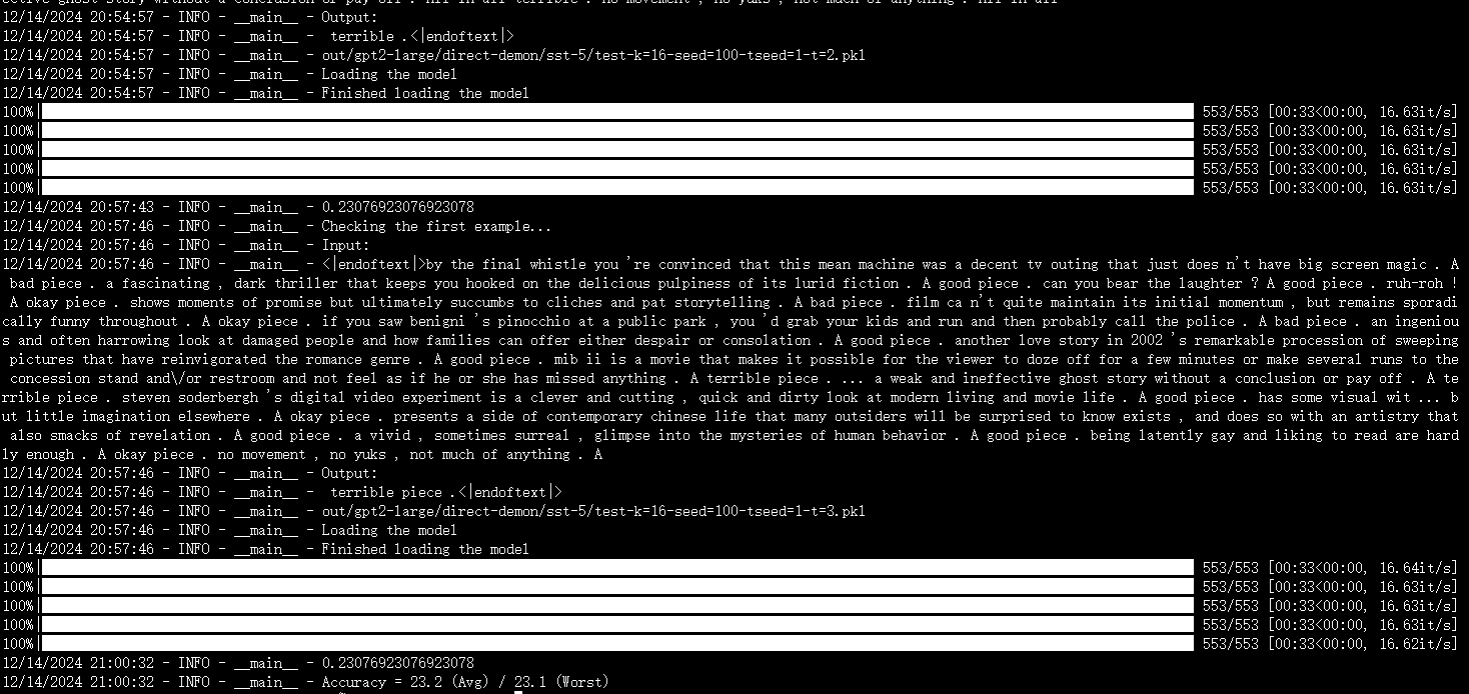 12/14/2024 20:54:57 - INFO - __main__ - Output:
12/14/2024 20:54:57 - INFO - __main__ -  terrible .<|endoftext|>
12/14/2024 20:54:57 - INFO - __main__ - out/gpt2-large/direct-demon/sst-5/test-k=16-seed=100-tseed=1-t=2.pkl
12/14/2024 20:54:57 - INFO - __main__ - Loading the model
12/14/2024 20:54:57 - INFO - __main__ - Finished loading the model
100%| 553/553 [00:33<00:00, 16.63it/s]
100%| 553/553 [00:33<00:00, 16.63it/s]
100%| 553/553 [00:33<00:00, 16.63it/s]
100%| 553/553 [00:33<00:00, 16.63it/s]
100%| 553/553 [00:33<00:00, 16.63it/s]
12/14/2024 20:57:43 - INFO - __main__ - 0.23076923076923078
12/14/2024 20:57:46 - INFO - __main__ - Checking the first example...
12/14/2024 20:57:46 - INFO - __main__ - Input:
12/14/2024 20:57:46 - INFO - __main__ - <|endoftext|>by the final whistle you 're convinced that this mean machine was a decent tv outing that just does n't have big screen magic . A
bad piece . a fascinating , dark thriller that keeps you hooked on the delicious pulpiness of its lurid fiction . A good piece . can you bear the laughter ? A good piece . ruh-roh !
A okay piece . shows moments of promise but ultimately succumbs to cliches and pat storytelling . A bad piece . film ca n't quite maintain its initial momentum , but remains sporadi
cally funny throughout . A okay piece . if you saw benigni 's pinocchio at a public park , you 'd grab your kids and run and then probably call the police . A bad piece . an ingeniou
s and often harrowing look at damaged people and how families can offer either despair or consolation . A good piece . another love story in 2002 's remarkable procession of sweeping
pictures that have reinvigorated the romance genre . A good piece . mib ii is a movie that makes it possible for the viewer to doze off for a few minutes or make several runs to the
concession stand and\/or restroom and not feel as if he or she has missed anything . A terrible piece . ... a weak and ineffective ghost story without a conclusion or pay off . A te
rrible piece . steven soderbergh 's digital video experiment is a clever and cutting , quick and dirty look at modern living and movie life . A good piece . has some visual wit ... b
ut little imagination elsewhere . A okay piece . presents a side of contemporary chinese life that many outsiders will be surprised to know exists , and does so with an artistry that
also smacks of revelation . A good piece . a vivid , sometimes surreal , glimpse into the mysteries of human behavior . A good piece . being latently gay and liking to read are hard
ly enough . A okay piece . no movement , no yuks , not much of anything . A
12/14/2024 20:57:46 - INFO - __main__ - Output:
12/14/2024 20:57:46 - INFO - __main__ -  terrible piece .<|endoftext|>
12/14/2024 20:57:46 - INFO - __main__ - out/gpt2-large/direct-demon/sst-5/test-k=16-seed=100-tseed=1-t=3.pkl
12/14/2024 20:57:46 - INFO - __main__ - Loading the model
12/14/2024 20:57:46 - INFO - __main__ - Finished loading the model
100%| 553/553 [00:33<00:00, 16.64it/s]
100%| 553/553 [00:33<00:00, 16.63it/s]
100%| 553/553 [00:33<00:00, 16.63it/s]
100%| 553/553 [00:33<00:00, 16.63it/s]
100%| 553/553 [00:33<00:00, 16.62it/s]
12/14/2024 21:00:32 - INFO - __main__ - 0.23076923076923078
12/14/2024 21:00:32 - INFO - __main__ - Accuracy = 23.2 (Avg) / 23.1 (Worst)